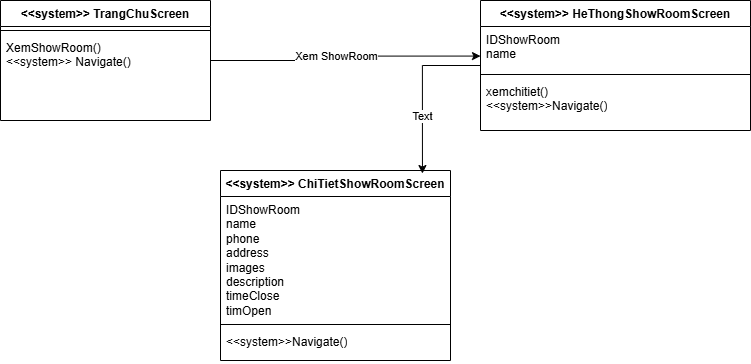 <<system>> TrangChuScreen
XemShowRoom()
<<system>> Navigate()
Xem ShowRoom
<<system>> HeThongShowRoomScreen
IDShowRoom
name
xemchitiet()
<<system>>Navigate()
Text
<<system>> ChiTietShowRoomScreen
IDShowRoom
name
phone
address
images
description
timeClose
timOpen
<<system>>Navigate()